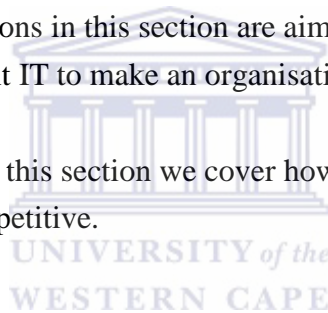 ons in this section are aim
t IT to make an organisati
this section we cover how
petitive.
UNIVERSITY of the
WESTERN CAPE